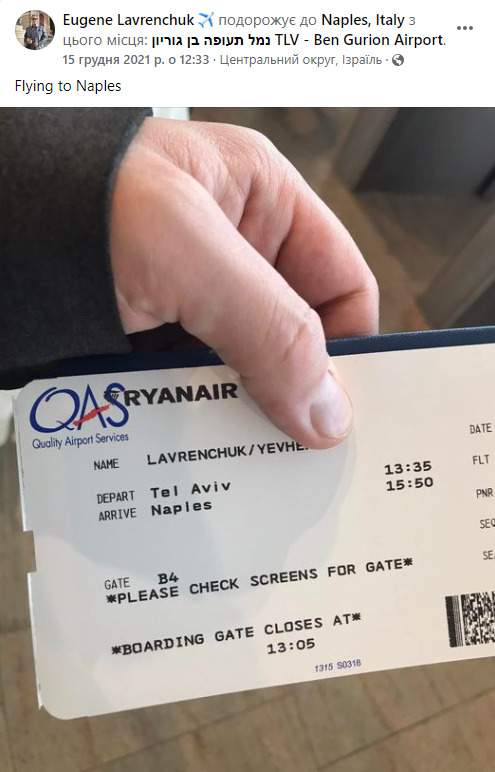 Eugene Lavrenchuk ✈️ подорожує до Naples, Italy з
цього місця: נמל תעופה בן גוריון TLV - Ben Gurion Airport.
15 грудня 2021 р. о 12:33 · Центральний округ, Ізраїль ·
Flying to Naples
QAS RYANAIR
Quality Airport Services
NAME LAVRENCHUK/YEVHE
DATE
DEPART Tel Aviv 13:35
FLT
ARRIVE Naples 15:50
PNR
SEQ
GATE B4
SE
*PLEASE CHECK SCREENS FOR GATE*
*BOARDING GATE CLOSES AT*
13:05
1315 S0318